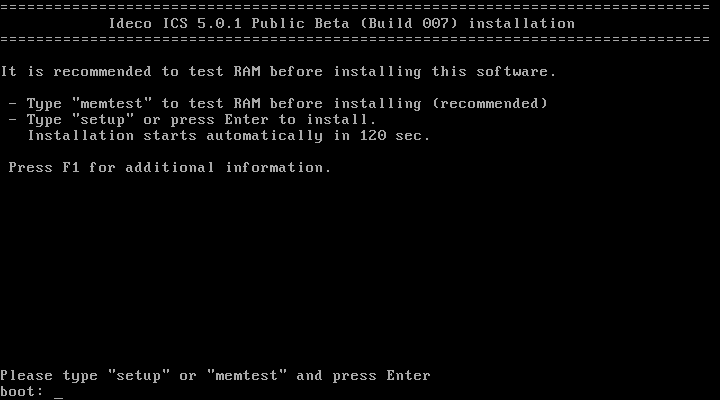 ===============================================================================
Ideco ICS 5.0.1 Public Beta (Build 007) installation
===============================================================================
It is recommended to test RAM before installing this software.
- Type "memtest" to test RAM before installing (recommended)
- Type "setup" or press Enter to install.
Installation starts automatically in 120 sec.
Press F1 for additional information.
Please type "setup" or "memtest" and press Enter
boot: _